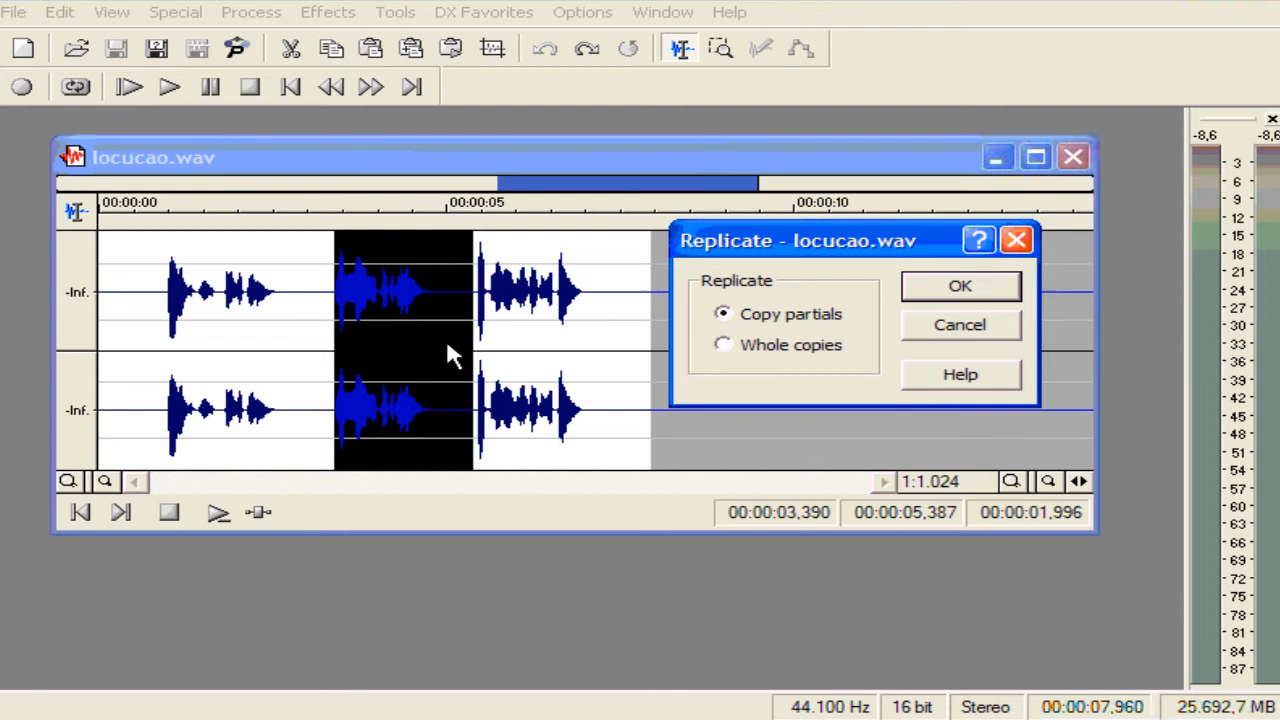 File Edit View Special Process Effects Tools DX Favorites Options Window Help
locucao.wav
00:00:00 00:00:05 00:00:10
-Inf.
-Inf.
Replicate - locucao.wav
Replicate
Copy partials
Whole copies
OK
Cancel
Help
1:1.024
00:00:03,390 00:00:05,387 00:00:01,996
-8,6 -8,6
3
6
9
12
15
18
21
24
27
30
33
36
39
42
45
48
51
54
57
60
63
66
69
72
75
78
81
84
87
44.100 Hz 16 bit Stereo 00:00:07,960 25.692,7 MB